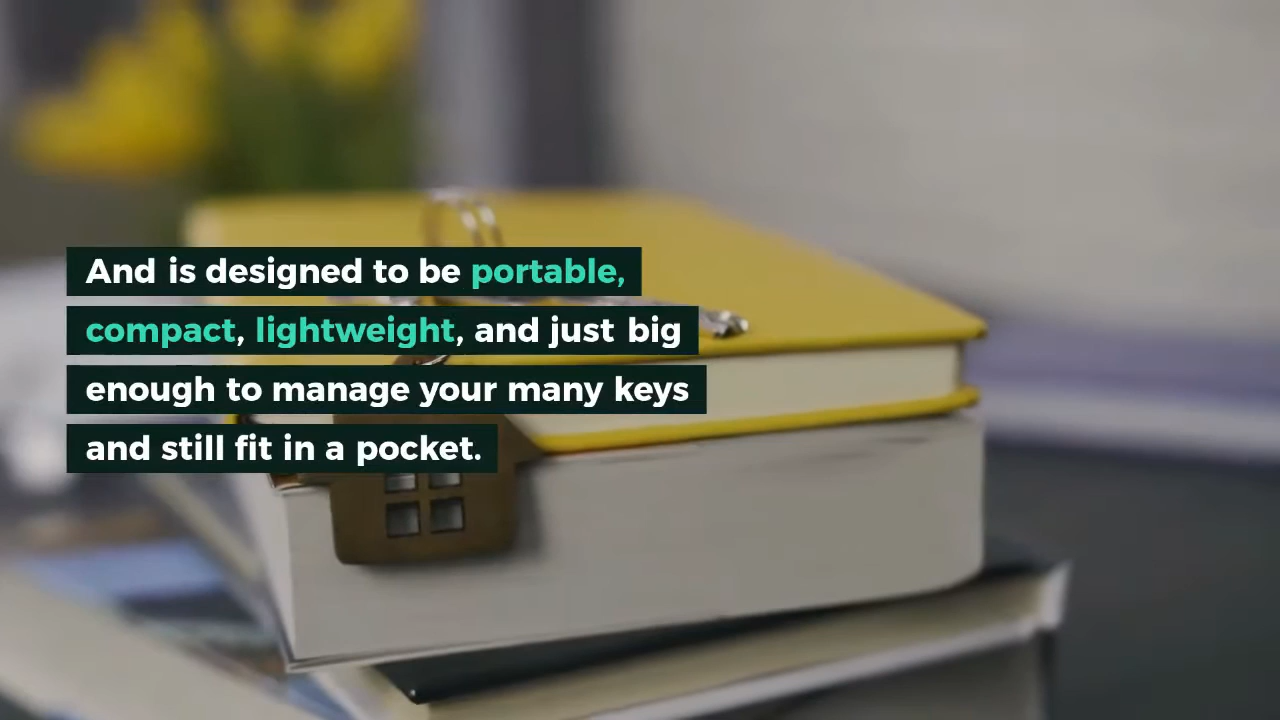 And is designed to be portable,
compact, lightweight, and just big
enough to manage your many keys
and still fit in a pocket.